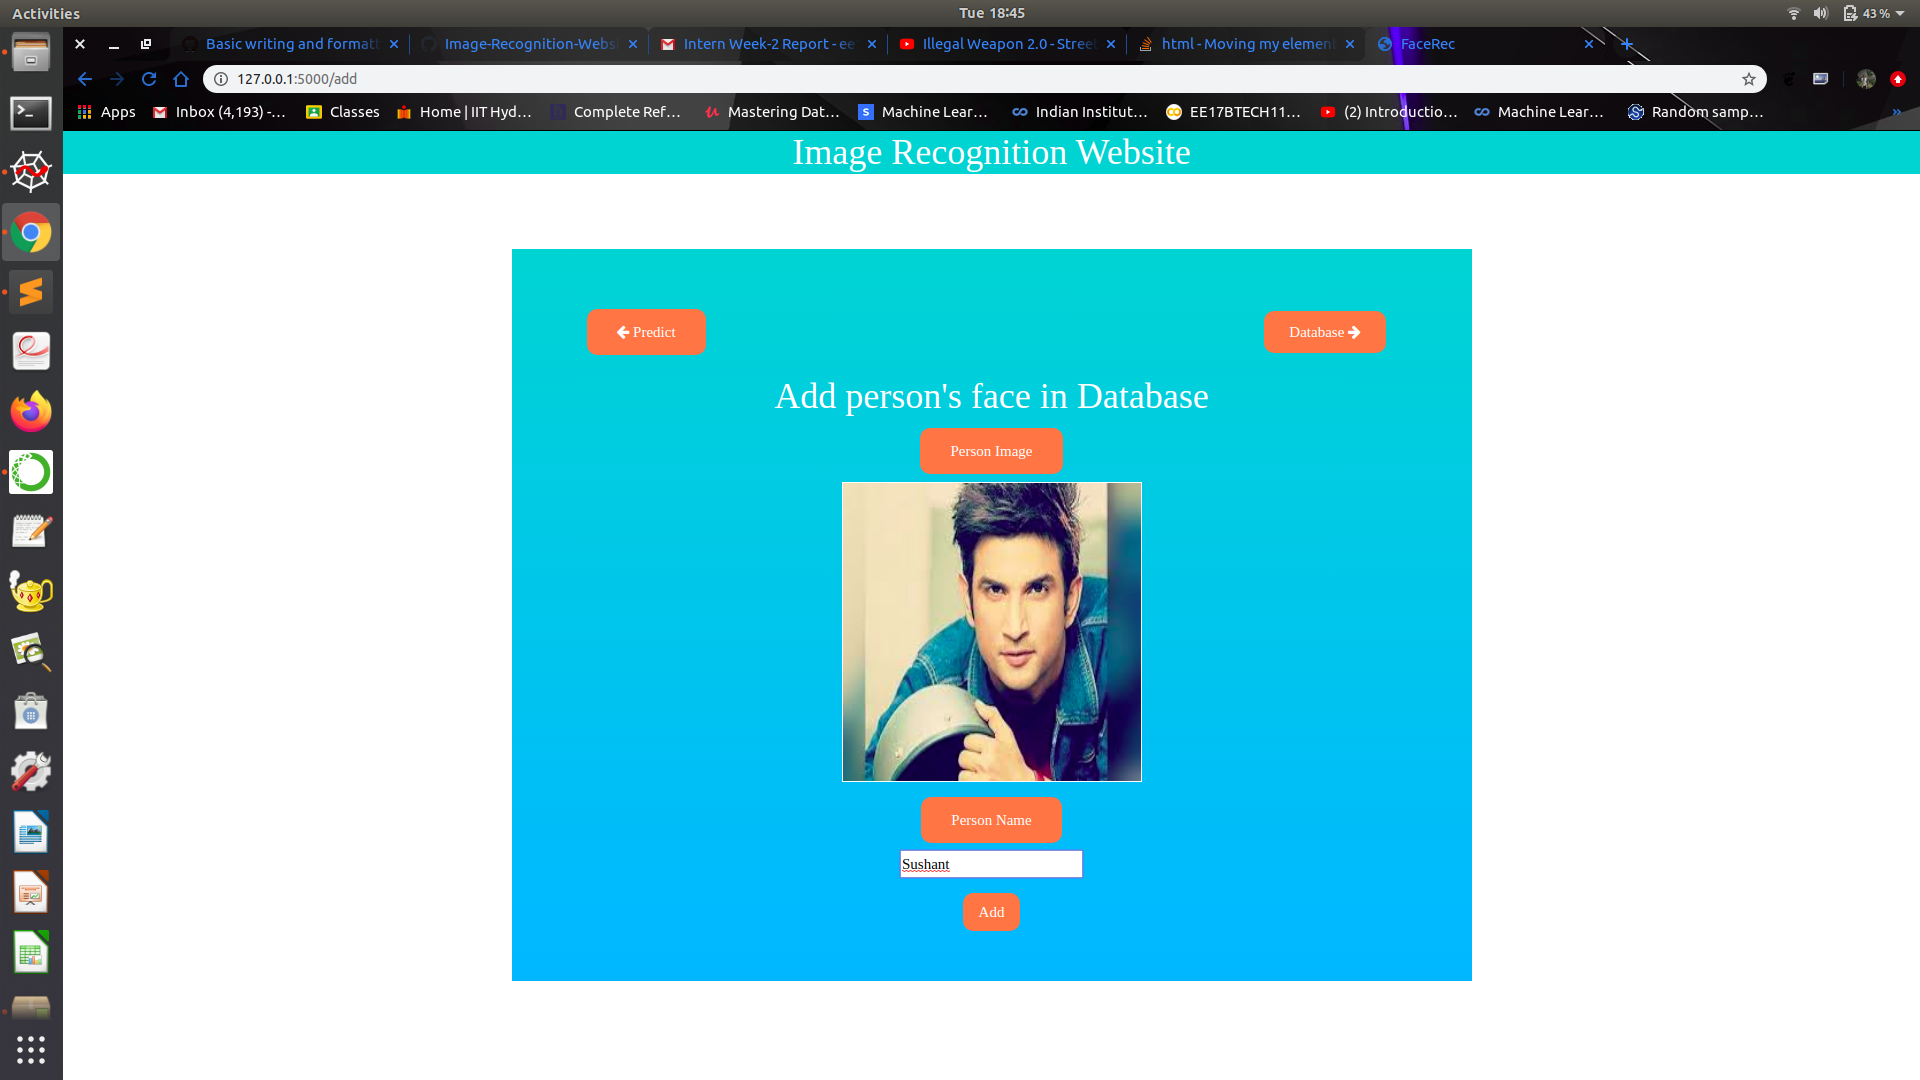 Activities
Tue 18:45
43 %
Basic writing and formatt
Image-Recognition-Websi
Intern Week-2 Report - ee
Illegal Weapon 2.0 - Street
html - Moving my element
FaceRec
127.0.0.1:5000/add
Apps
Inbox (4,193) -...
Classes
Home | IIT Hyd...
Complete Ref...
Mastering Dat...
Machine Lear...
Indian Institut...
EE17BTECH11...
(2) Introductio...
Machine Lear...
Random samp...
»
Image Recognition Website
Predict
Database
Add person's face in Database
Person Image
Person Name
Sushant
Add